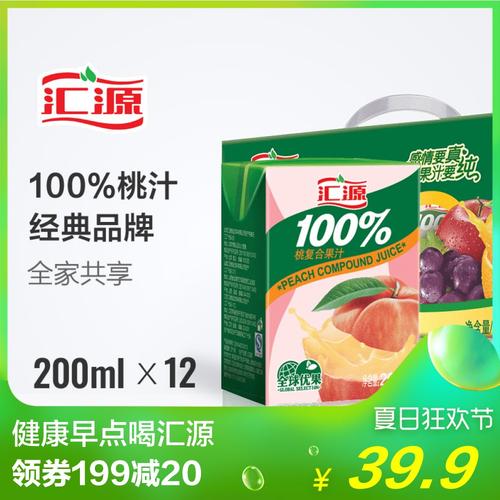 汇源
100%桃汁
经典品牌
全家共享
200ml × 12
感情要真
果汁要纯
汇源
100%
桃复合果汁
PEACH COMPOUND JUICE
全球优果
GLOBAL SELECTION
净含量
健康早点喝汇源
领券199减20
夏日狂欢节
¥ 39.9